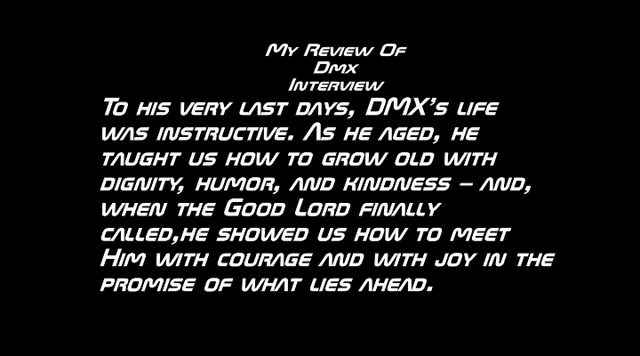 My Review Of
Dmx
Interview
To his very last days, DMX's life
was instructive. As he aged, he
taught us how to grow old with
dignity, humor, and kindness – and,
when the Good Lord finally
called,he showed us how to meet
Him with courage and with joy in the
promise of what lies ahead.